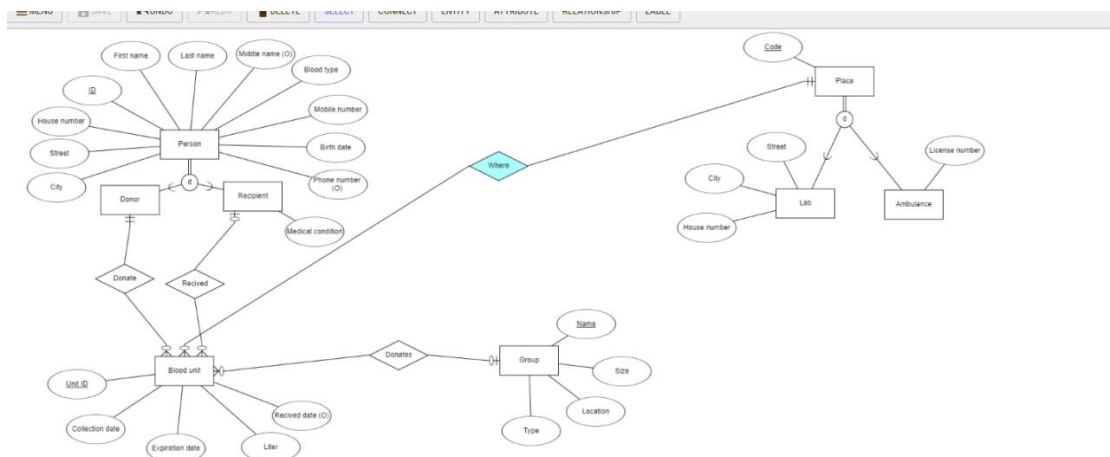 MENU SAVE UNDO REDO DELETE SELECT CONNECT ENTITY ATTRIBUTE RELATIONSHIP LABEL
Code
First name
Last name
Middle name (O)
Blood type
Place
ID
Mobile number
House number
Person
d
Street
Birth date
Where
Street
License number
City
d
Phone number
(O)
City
Donor
Recipient
Lab
Ambulance
Medical condition
House number
Donate
Recived
Name
Donates
Group
Blood unit
Size
Unit ID
Recived date (O)
Location
Collection date
Type
Expiration date
Liter